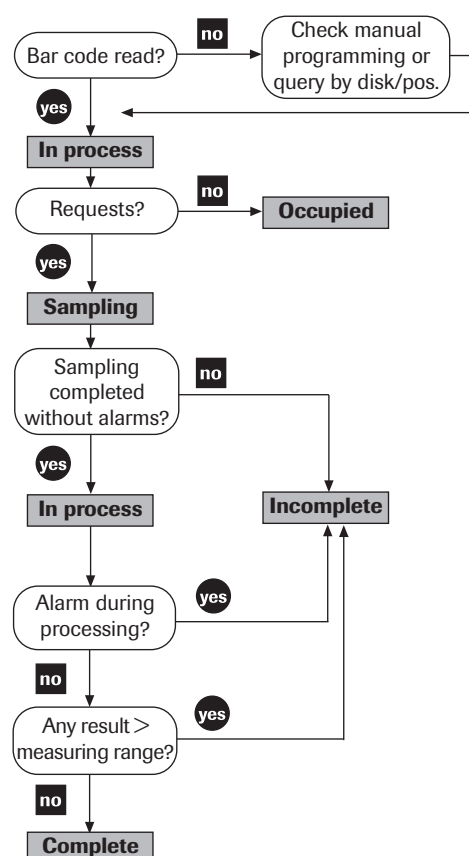 no
Check manual
Bar code read?
programming or
query by disk/pos.
yes
In process
no
Requests?
Occupied
yes
Sampling
Sampling
no
completed
without alarms?
yes
In process
Incomplete
Alarm during
yes
processing?
no
Any result >
yes
measuring range?
no
Complete